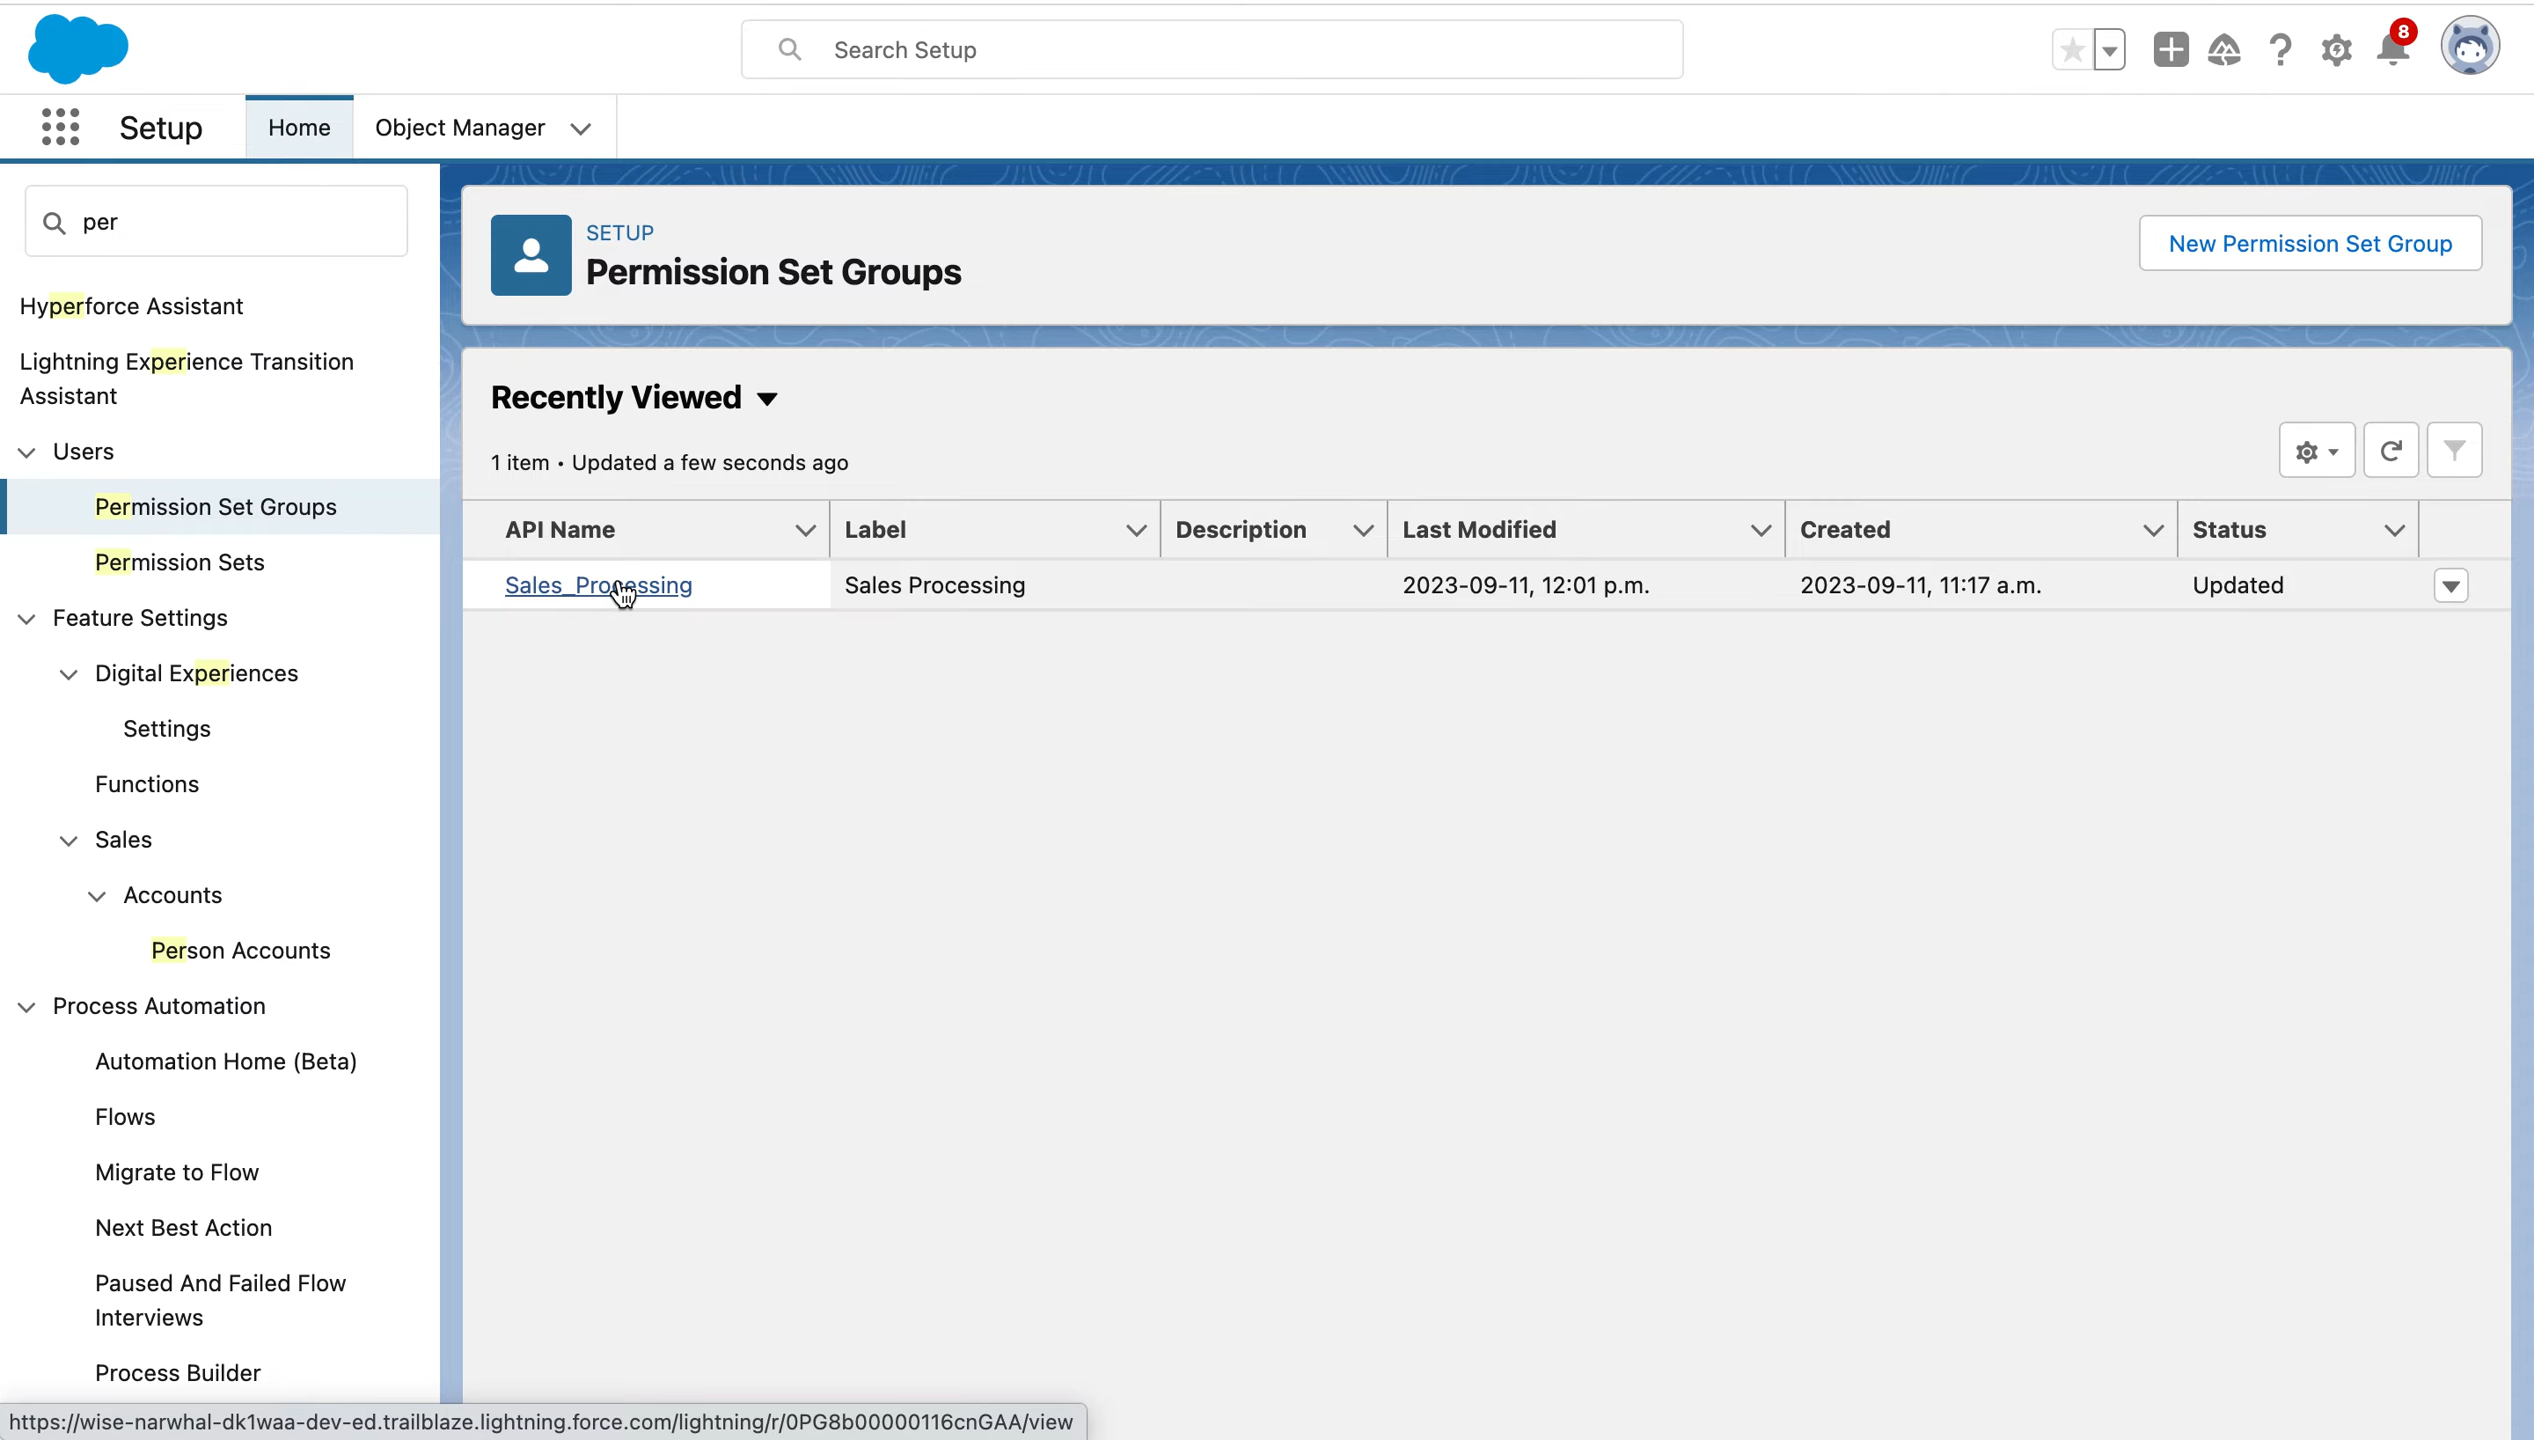 Search Setup
8
Setup
Home
Object Manager
per
Hyperforce Assistant
Lightning Experience Transition
Assistant
Users
Permission Set Groups
Permission Sets
Feature Settings
Digital Experiences
Settings
Functions
Sales
Accounts
Person Accounts
Process Automation
Automation Home (Beta)
Flows
Migrate to Flow
Next Best Action
Paused And Failed Flow
Interviews
Process Builder
SETUP
Permission Set Groups
New Permission Set Group
Recently Viewed
1 item • Updated a few seconds ago
API Name Label Description Last Modified Created Status
Sales_Processing Sales Processing 2023-09-11, 12:01 p.m. 2023-09-11, 11:17 a.m. Updated
https://wise-narwhal-dk1waa-dev-ed.trailblaze.lightning.force.com/lightning/r/0PG8b00000116cnGAA/view